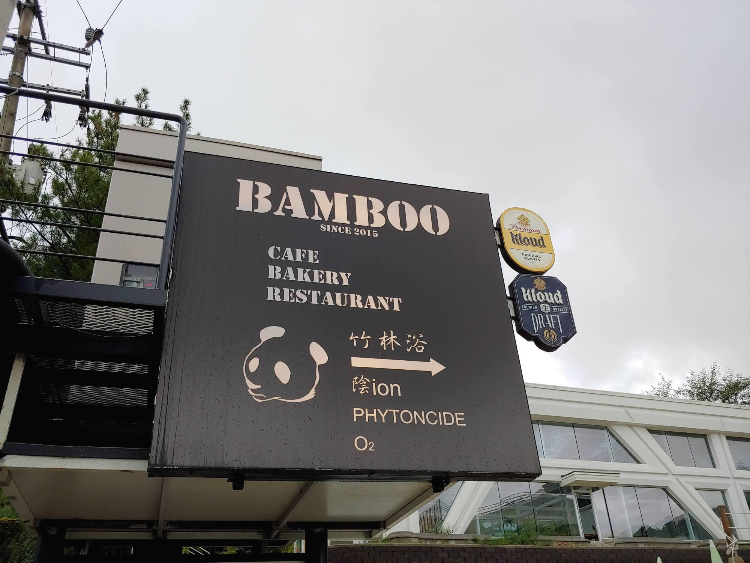 BAMBOO
SINCE 2015
CAFE
BAKERY
RESTAURANT
竹林浴
陰ion
PHYTONCIDE
O2
Kloud
Kloud
DRAFT